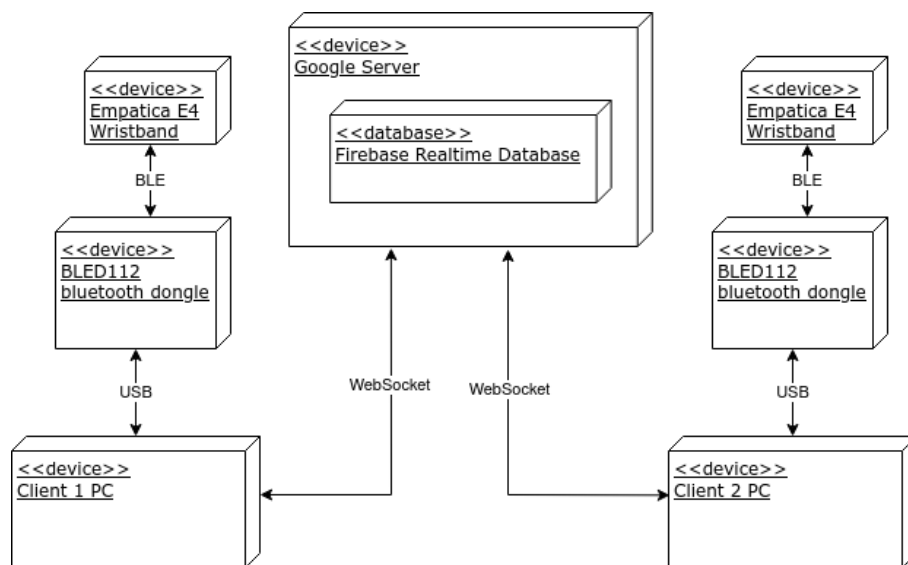 <<device>>
Google Server
<<database>>
Firebase Realtime Database
<<device>>
Empatica E4
Wristband
BLE
<<device>>
BLED112
bluetooth dongle
USB
<<device>>
Client 1 PC
WebSocket
WebSocket
<<device>>
Empatica E4
Wristband
BLE
<<device>>
BLED112
bluetooth dongle
USB
<<device>>
Client 2 PC